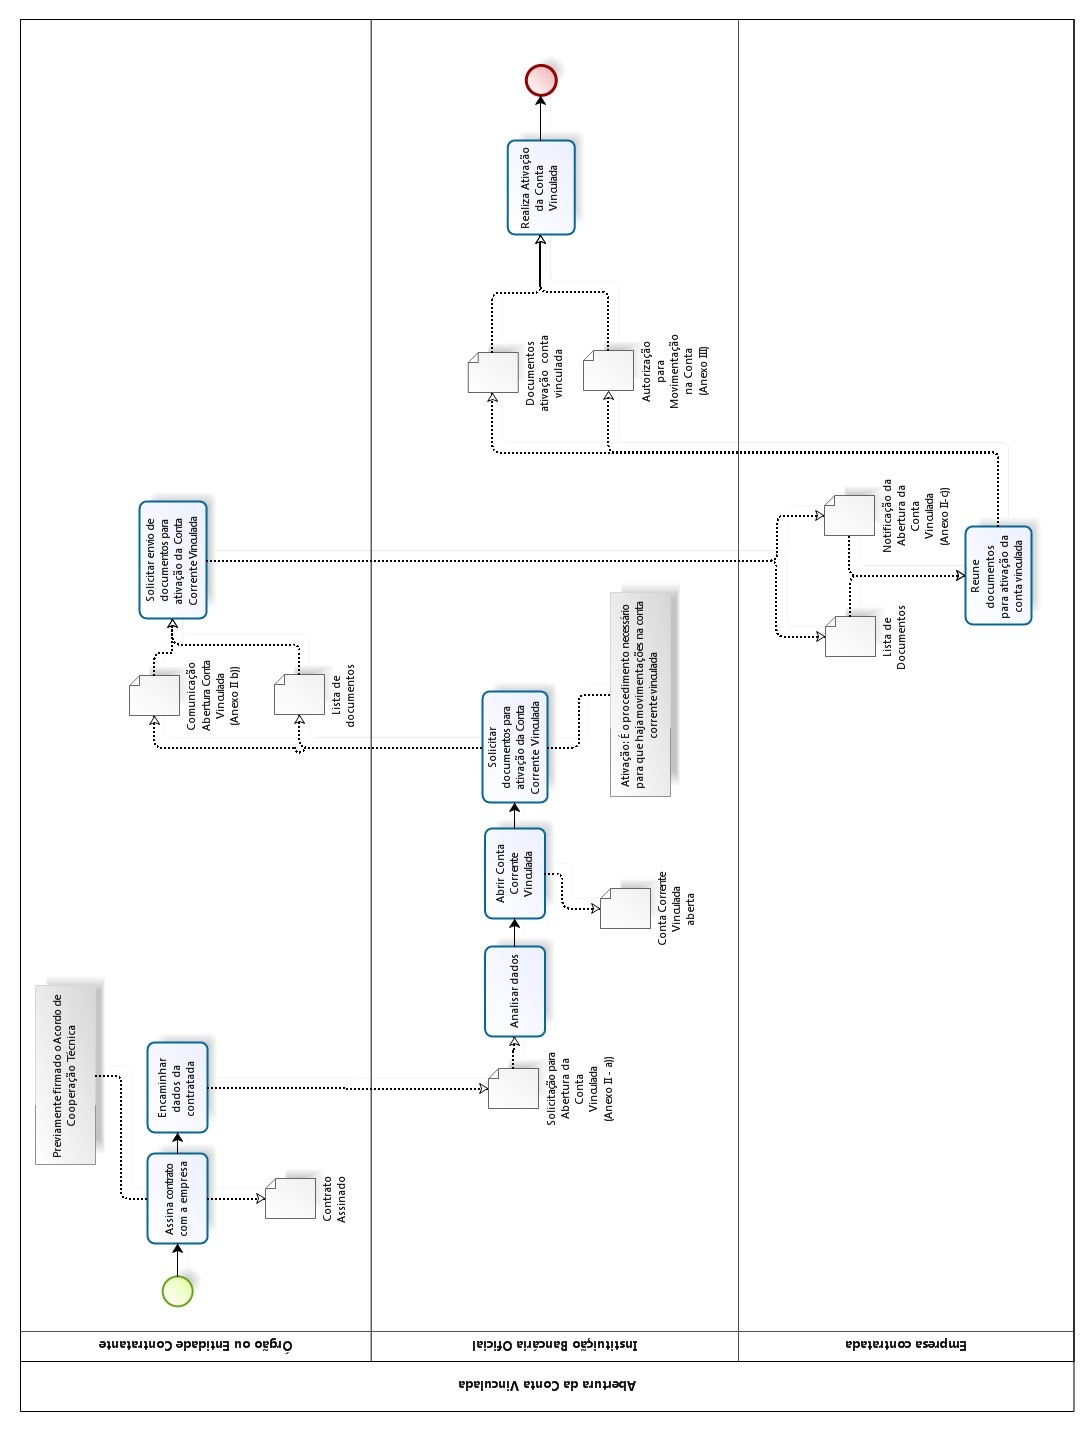 Abertura da Conta Vinculada
Órgão ou Entidade Contratante
Previamente firmado o Acordo de
Cooperação Técnica
Assina contrato
com a empresa
Encaminhar
dados da
contratada
Contrato
Assinado
Comunicação
Abertura Conta
Vinculada
(Anexo II b))
Lista de
documentos
Solicitar envio de
documentos para
ativação da Conta
Corrente Vinculada
Instituição Bancária Oficial
Solicitação para
Abertura da
Conta
Vinculada
(Anexo II - a))
Analisar dados
Abrir Conta
Corrente
Vinculada
Conta Corrente
Vinculada
aberta
Solicitar
documentos para
ativação da Conta
Corrente Vinculada
Ativação: É o procedimento necessário
para que haja movimentações na conta
corrente vinculada
Documentos
ativação conta
vinculada
Autorização
para
Movimentação
na Conta
(Anexo III)
Realiza Ativação
da Conta
Vinculada
Empresa contratada
Lista de
Documentos
Notificação da
Abertura da
Conta
Vinculada
(Anexo II-c))
Reune
documentos
para ativação da
conta vinculada